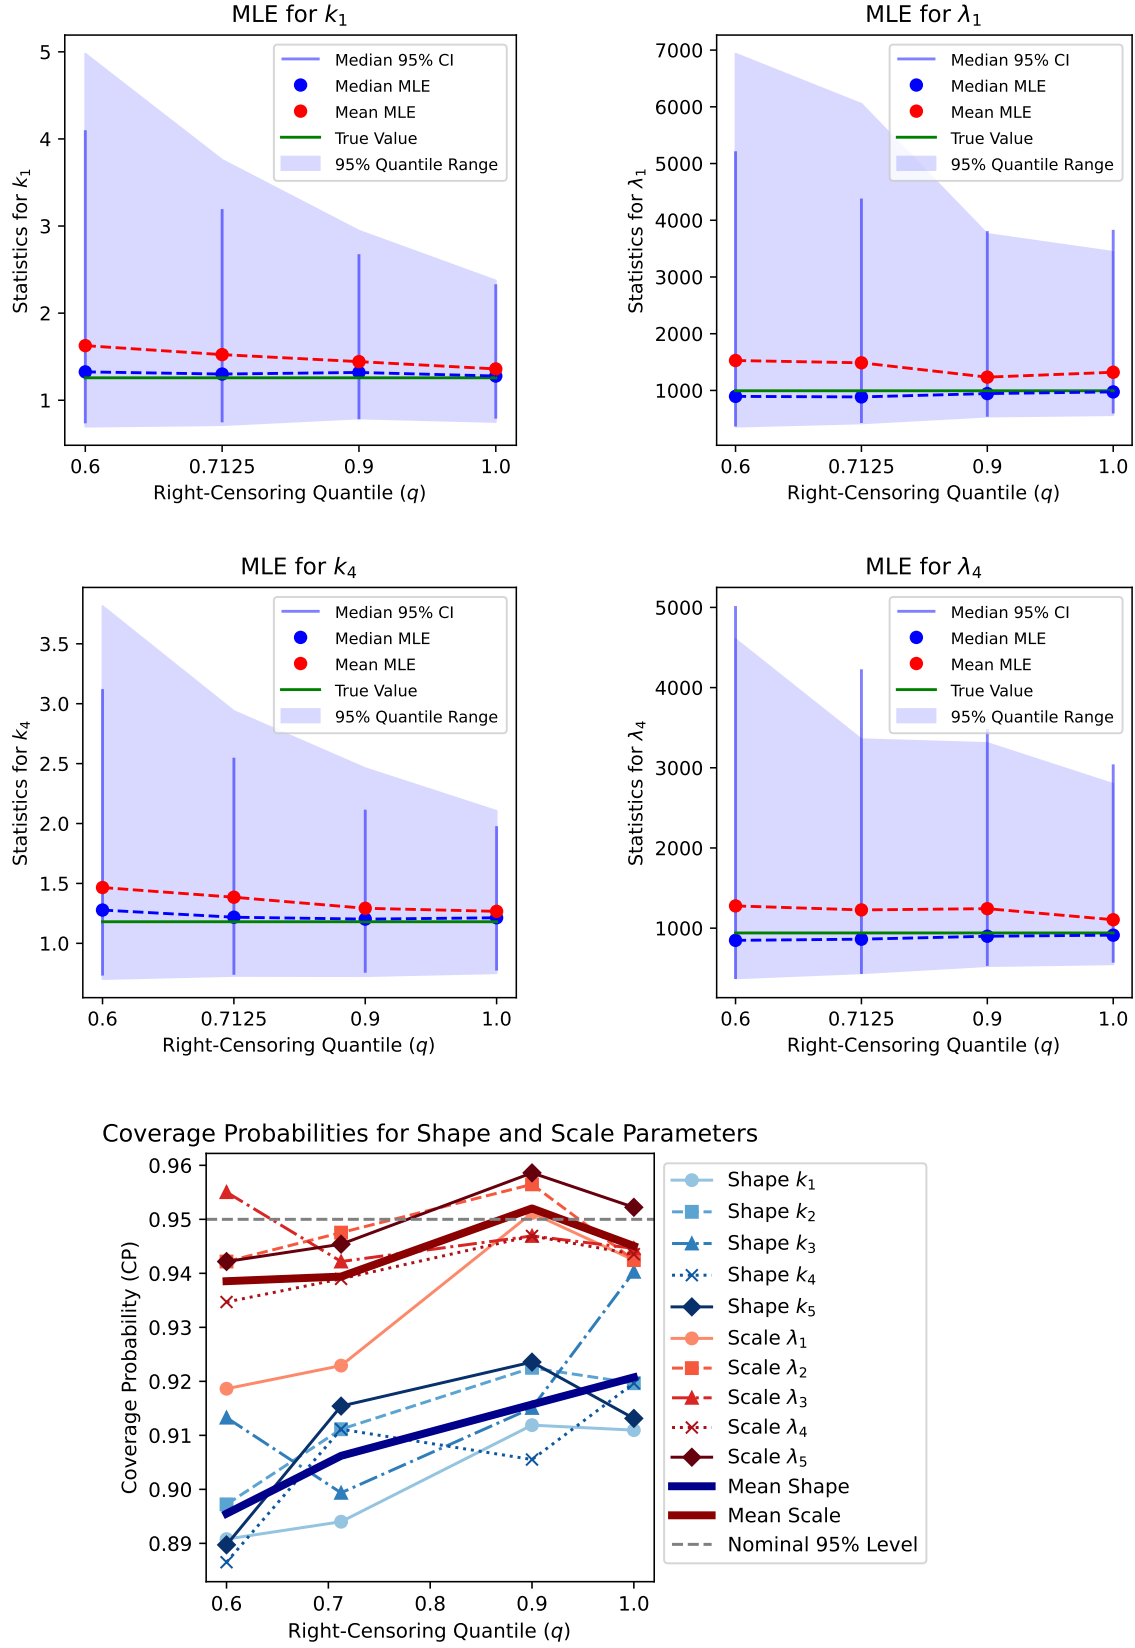 MLE for k₁
Statistics for k₁
5
4
3
2
1
Median 95% CI
Median MLE
Mean MLE
True Value
95% Quantile Range
0.6 0.7125 0.9 1.0
Right-Censoring Quantile (q)
MLE for λ₁
Statistics for λ₁
7000
6000
5000
4000
3000
2000
1000
Median 95% CI
Median MLE
Mean MLE
True Value
95% Quantile Range
0.6 0.7125 0.9 1.0
Right-Censoring Quantile (q)
MLE for k₄
Statistics for k₄
3.5
3.0
2.5
2.0
1.5
1.0
Median 95% CI
Median MLE
Mean MLE
True Value
95% Quantile Range
0.6 0.7125 0.9 1.0
Right-Censoring Quantile (q)
MLE for λ₄
Statistics for λ₄
5000
4000
3000
2000
1000
Median 95% CI
Median MLE
Mean MLE
True Value
95% Quantile Range
0.6 0.7125 0.9 1.0
Right-Censoring Quantile (q)
Coverage Probabilities for Shape and Scale Parameters
Coverage Probability (CP)
0.96
0.95
0.94
0.93
0.92
0.91
0.90
0.89
0.6 0.7 0.8 0.9 1.0
Right-Censoring Quantile (q)
Shape k₁
Shape k₂
Shape k₃
Shape k₄
Shape k₅
Scale λ₁
Scale λ₂
Scale λ₃
Scale λ₄
Scale λ₅
Mean Shape
Mean Scale
Nominal 95% Level